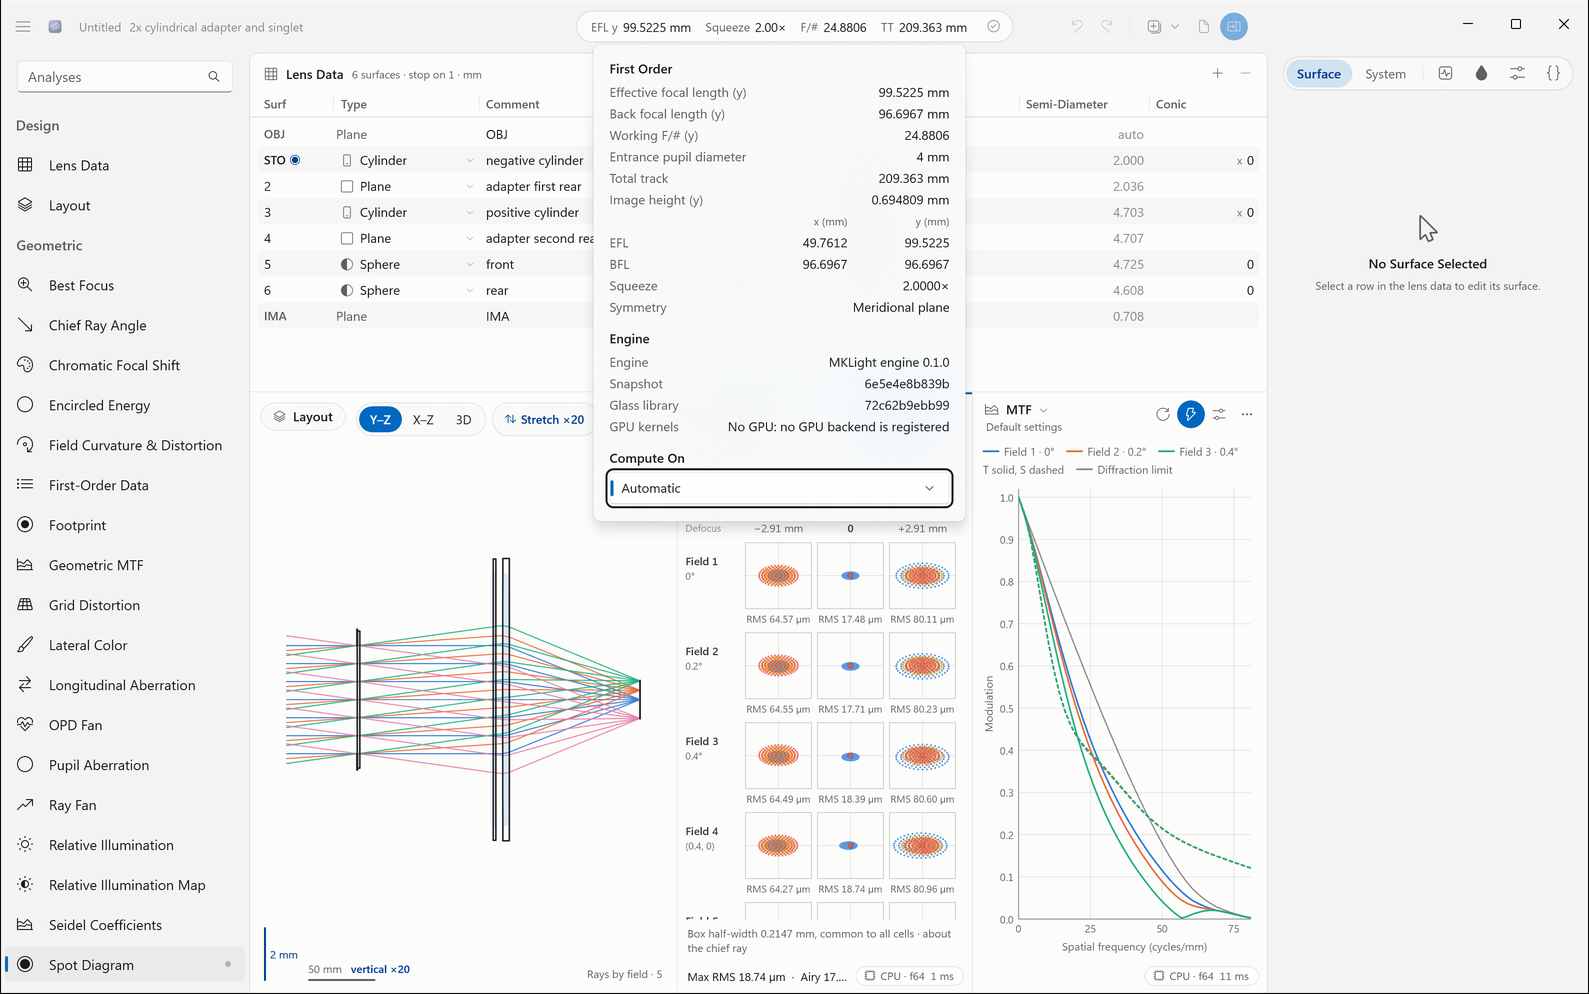 Untitled 2x cylindrical adapter and singlet
EFL y 99.5225 mm Squeeze 2.00× F/# 24.8806 TT 209.363 mm
Analyses
Design
Lens Data
Layout
Geometric
Best Focus
Chief Ray Angle
Chromatic Focal Shift
Encircled Energy
Field Curvature & Distortion
First-Order Data
Footprint
Geometric MTF
Grid Distortion
Lateral Color
Longitudinal Aberration
OPD Fan
Pupil Aberration
Ray Fan
Relative Illumination
Relative Illumination Map
Seidel Coefficients
Spot Diagram
Lens Data 6 surfaces · stop on 1 · mm
Surf Type Comment Semi-Diameter Conic
OBJ Plane OBJ auto
STO Cylinder negative cylinder 2.000 x 0
2 Plane adapter first rear 2.036
3 Cylinder positive cylinder 4.703 x 0
4 Plane adapter second rea 4.707
5 Sphere front 4.725 0
6 Sphere rear 4.608 0
IMA Plane IMA 0.708
First Order
Effective focal length (y) 99.5225 mm
Back focal length (y) 96.6967 mm
Working F/# (y) 24.8806
Entrance pupil diameter 4 mm
Total track 209.363 mm
Image height (y) 0.694809 mm
x (mm) y (mm)
EFL 49.7612 99.5225
BFL 96.6967 96.6967
Squeeze 2.0000×
Symmetry Meridional plane
Engine
Engine MKLight engine 0.1.0
Snapshot 6e5e4e8b839b
Glass library 72c62b9ebb99
GPU kernels No GPU: no GPU backend is registered
Compute On
Automatic
Layout Y–Z X–Z 3D Stretch ×20
2 mm
50 mm vertical ×20 Rays by field · 5
Defocus −2.91 mm 0 +2.91 mm
Field 1
0°
RMS 64.57 µm RMS 17.48 µm RMS 80.11 µm
Field 2
0.2°
RMS 64.55 µm RMS 17.71 µm RMS 80.23 µm
Field 3
0.4°
RMS 64.49 µm RMS 18.39 µm RMS 80.60 µm
Field 4
(0.4, 0)
RMS 64.27 µm RMS 18.74 µm RMS 80.96 µm
Box half-width 0.2147 mm, common to all cells · about
the chief ray
Max RMS 18.74 µm · Airy 17.... CPU · f64 1 ms
MTF
Default settings
Field 1 · 0° Field 2 · 0.2° Field 3 · 0.4°
T solid, S dashed Diffraction limit
Modulation
1.0
0.9
0.8
0.7
0.6
0.5
0.4
0.3
0.2
0.1
0.0
0 25 50 75
Spatial frequency (cycles/mm)
CPU · f64 11 ms
Surface System {}
No Surface Selected
Select a row in the lens data to edit its surface.